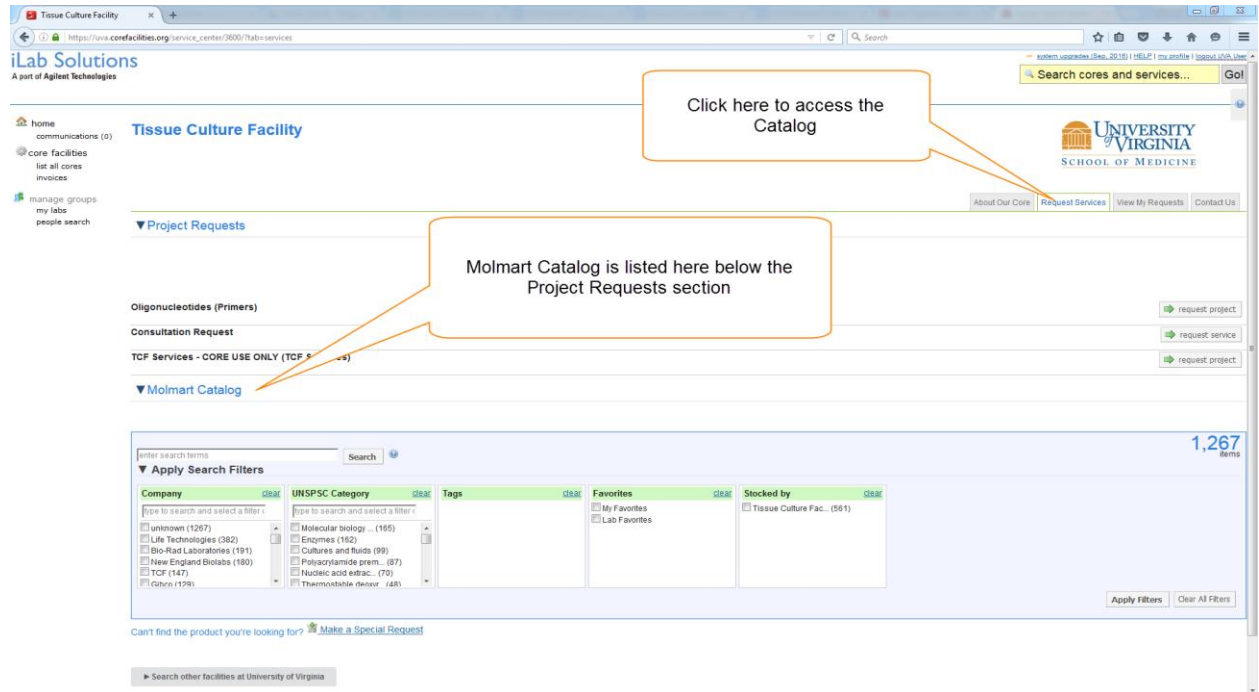 Tissue Culture Facility
https://uva.corefacilities.org/service_center/3600/?tab=services
Search
iLab Solutions
A part of Agilent Technologies
system upgrades (Sep, 2018) | HELP | my profile | logout UVA User
Search cores and services...
Go!
home
communications (0)
core facilities
list all cores
invoices
manage groups
my labs
people search
Tissue Culture Facility
Click here to access the
Catalog
UNIVERSITY
of VIRGINIA
SCHOOL OF MEDICINE
About Our Core
Request Services
View My Requests
Contact Us
▼Project Requests
Molmart Catalog is listed here below the
Project Requests section
Oligonucleotides (Primers)
request project
Consultation Request
request service
TCF Services - CORE USE ONLY (TCF S
request project
▼Molmart Catalog
1,267
items
enter search terms
Search
▼ Apply Search Filters
Company clear
type to search and select a filter
unknown (1267)
Life Technologies (382)
Bio-Rad Laboratories (191)
New England Biolabs (180)
TCF (147)
Gibco (129)
UNSPSC Category clear
type to search and select a filter
Molecular biology ... (165)
Enzymes (162)
Cultures and fluids (99)
Polyacrylamide prem... (87)
Nucleic acid extrac... (70)
Thermostable deoxyr... (48)
Tags clear
Favorites clear
My Favorites
Lab Favorites
Stocked by clear
Tissue Culture Fac... (561)
Apply Filters
Clear All Filters
Can't find the product you're looking for? Make a Special Request
► Search other facilities at University of Virginia